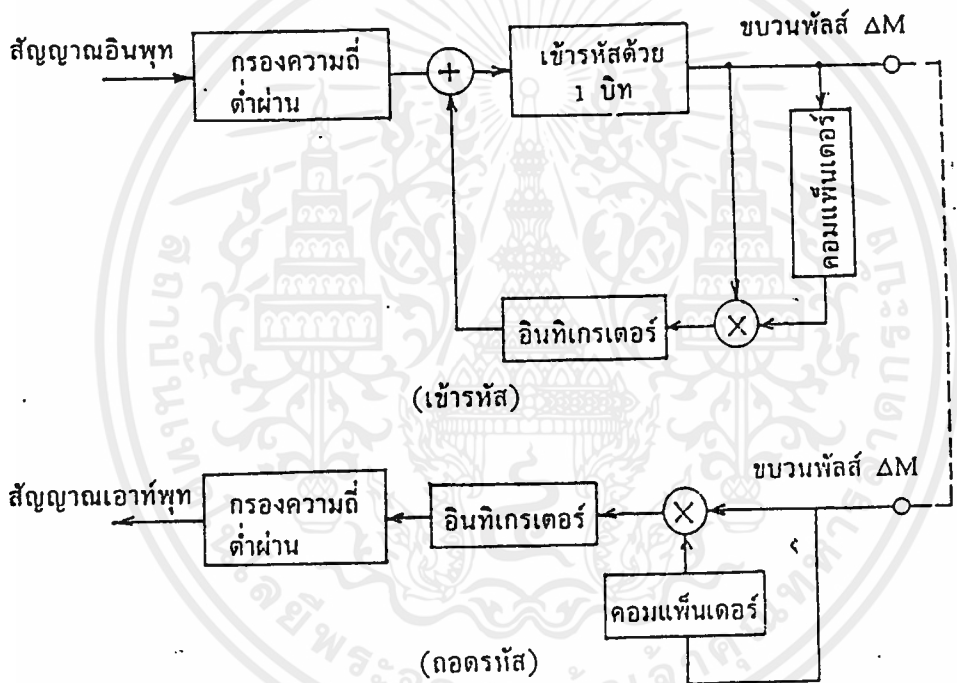 ขบวนพัลส์ ΔM
สัญญาณอินพุท
กรองความถี่
ต่ำผ่าน
+
เข้ารหัสด้วย
1 บิท
คอมแพ็นเดอร์
อินทิเกรเตอร์
X
(เข้ารหัส)
ขบวนพัลส์ ΔM
สัญญาณเอาท์พุท
กรองความถี่
ต่ำผ่าน
อินทิเกรเตอร์
X
คอมแพ็นเดอร์
(ถอดรหัส)